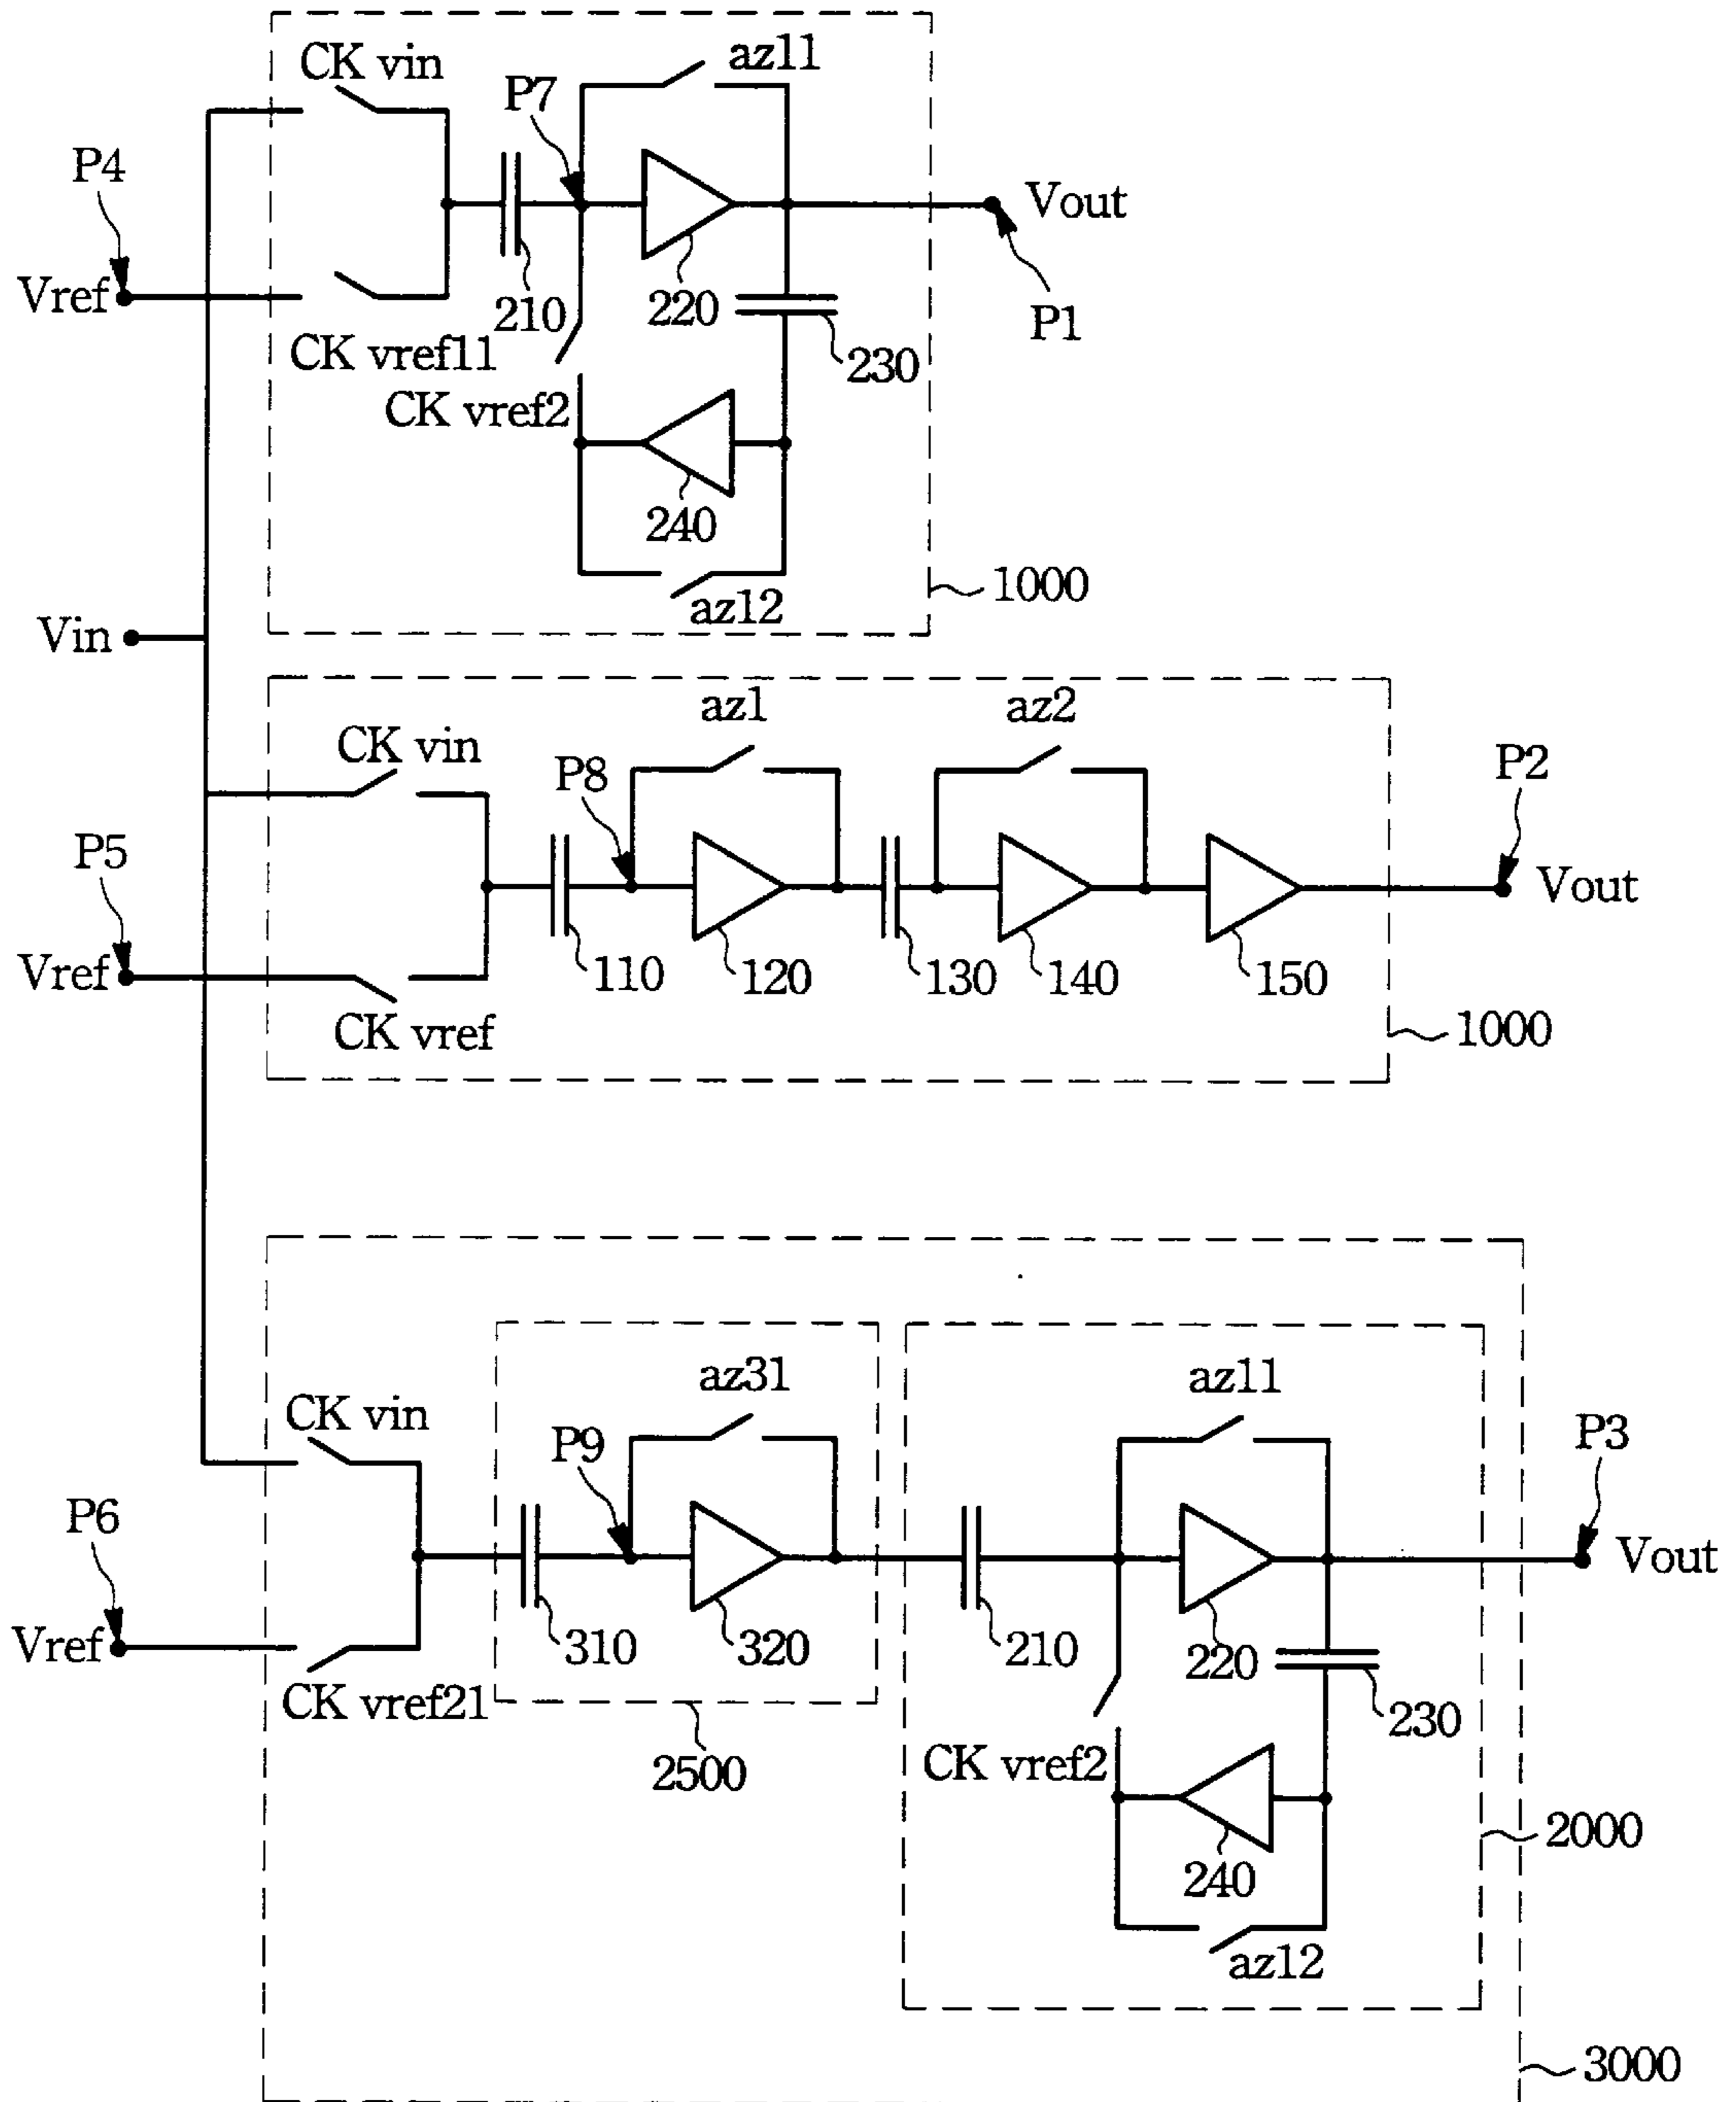 CK vin
az11
P7
P4
Vout
Vref
210
220
P1
CK vref11
230
CK vref2
240
az12
1000
Vin
az1
az2
CK vin
P8
P2
P5
Vout
Vref
110
120
130
140
150
CK vref
1000
az31
az11
CK vin
P9
P3
P6
Vout
Vref
310
320
210
220
CK vref21
230
2500
CK vref2
2000
240
az12
3000